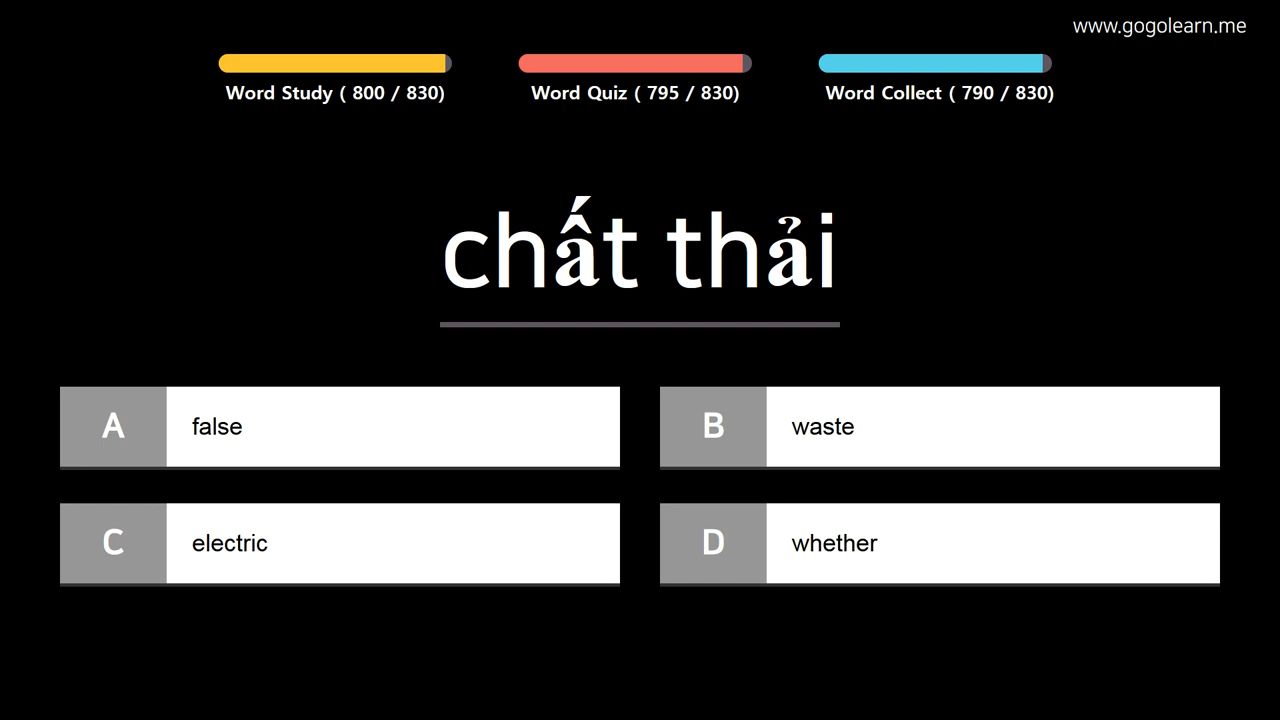 www.gogolearn.me
Word Study ( 800 / 830)
Word Quiz ( 795 / 830)
Word Collect ( 790 / 830)
chất thải
A false
B waste
C electric
D whether